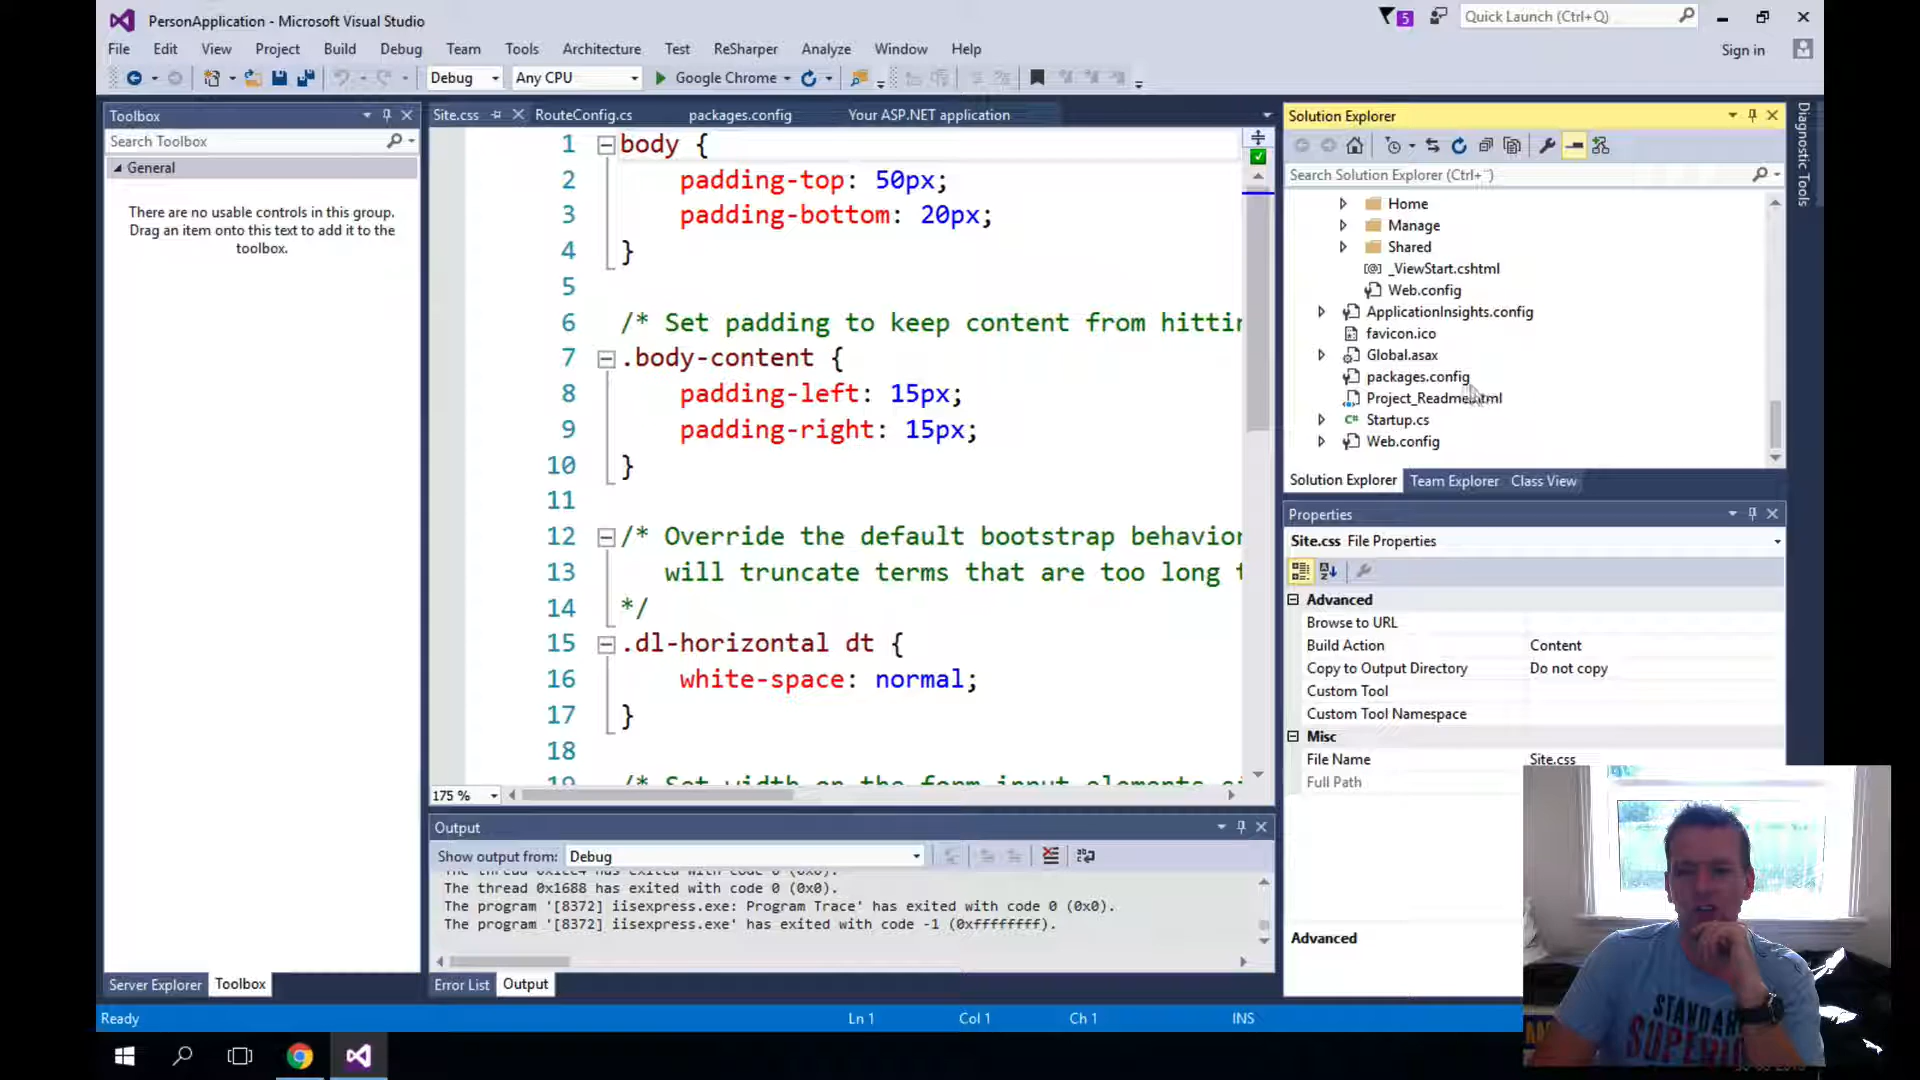 PersonApplication - Microsoft Visual Studio
5
Quick Launch (Ctrl+Q)
File Edit View Project Build Debug Team Tools Architecture Test ReSharper Analyze Window Help
Sign in
Debug Any CPU Google Chrome
Toolbox
Search Toolbox
General
There are no usable controls in this group.
Drag an item onto this text to add it to the
toolbox.
Server Explorer Toolbox
Site.css RouteConfig.cs packages.config Your ASP.NET application
1 body {
2 padding-top: 50px;
3 padding-bottom: 20px;
4 }
5
6 /* Set padding to keep content from
7 .body-content {
8 padding-left: 15px;
9 padding-right: 15px;
10 }
11
12 /* Override the default bootstrap
13 will truncate terms that are too long
14 */
15 .dl-horizontal dt {
16 white-space: normal;
17 }
18
19 /* Set width on the form input elements
175 %
Output
Show output from: Debug
The thread 0x1688 has exited with code 0 (0x0).
The program '[8372] iisexpress.exe: Program Trace' has exited with code 0 (0x0).
The program '[8372] iisexpress.exe' has exited with code -1 (0xffffffff).
Error List Output
Solution Explorer
Search Solution Explorer (Ctrl+
Home
Manage
Shared
_ViewStart.cshtml
Web.config
ApplicationInsights.config
favicon.ico
Global.asax
packages.config
Startup.cs
Web.config
Solution Explorer Team Explorer Class View
Properties
Site.css File Properties
Advanced
Browse to URL
Build Action Content
Copy to Output Directory Do not copy
Custom Tool
Custom Tool Namespace
Misc
File Name Site.css
Full Path
Advanced
Diagnostic Tools
Ready Ln 1 Col 1 Ch 1 INS
STANDARD
SUPERIO